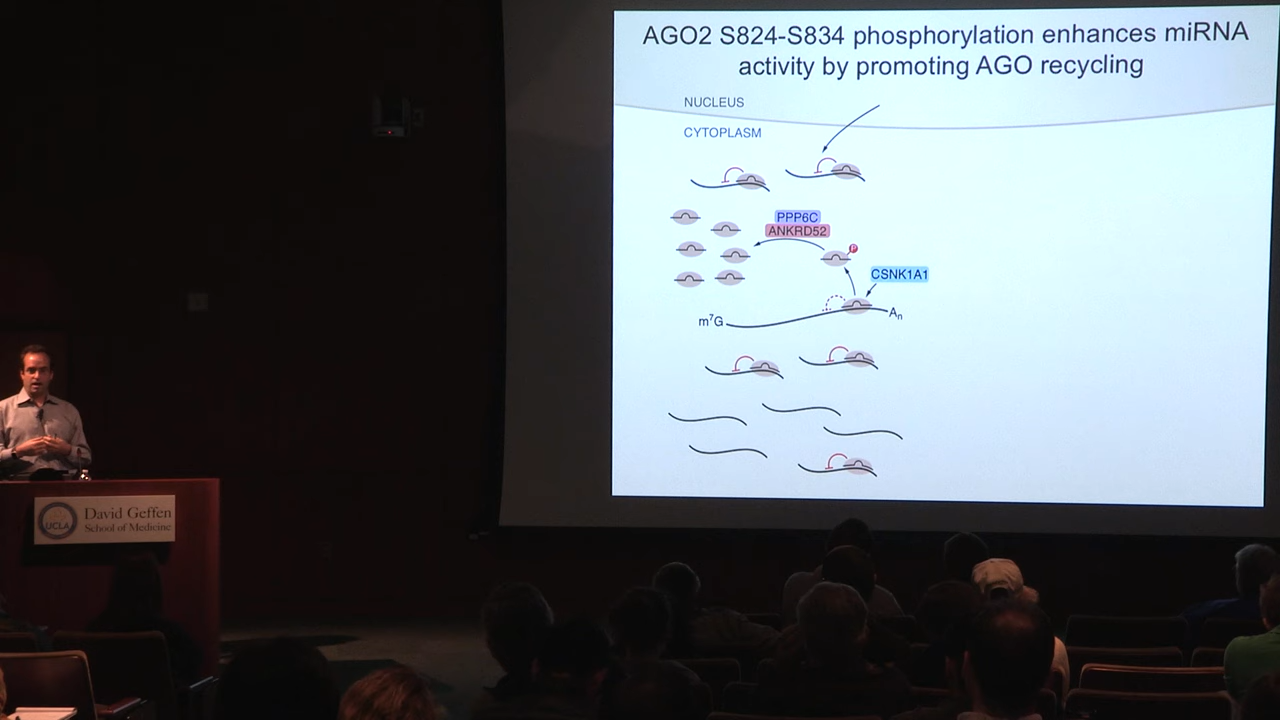 AGO2 S824-S834 phosphorylation enhances miRNA
activity by promoting AGO recycling
NUCLEUS
CYTOPLASM
PPP6C
ANKRD52
P
CSNK1A1
m⁷G
Aₙ
UCLA
David Geffen
School of Medicine